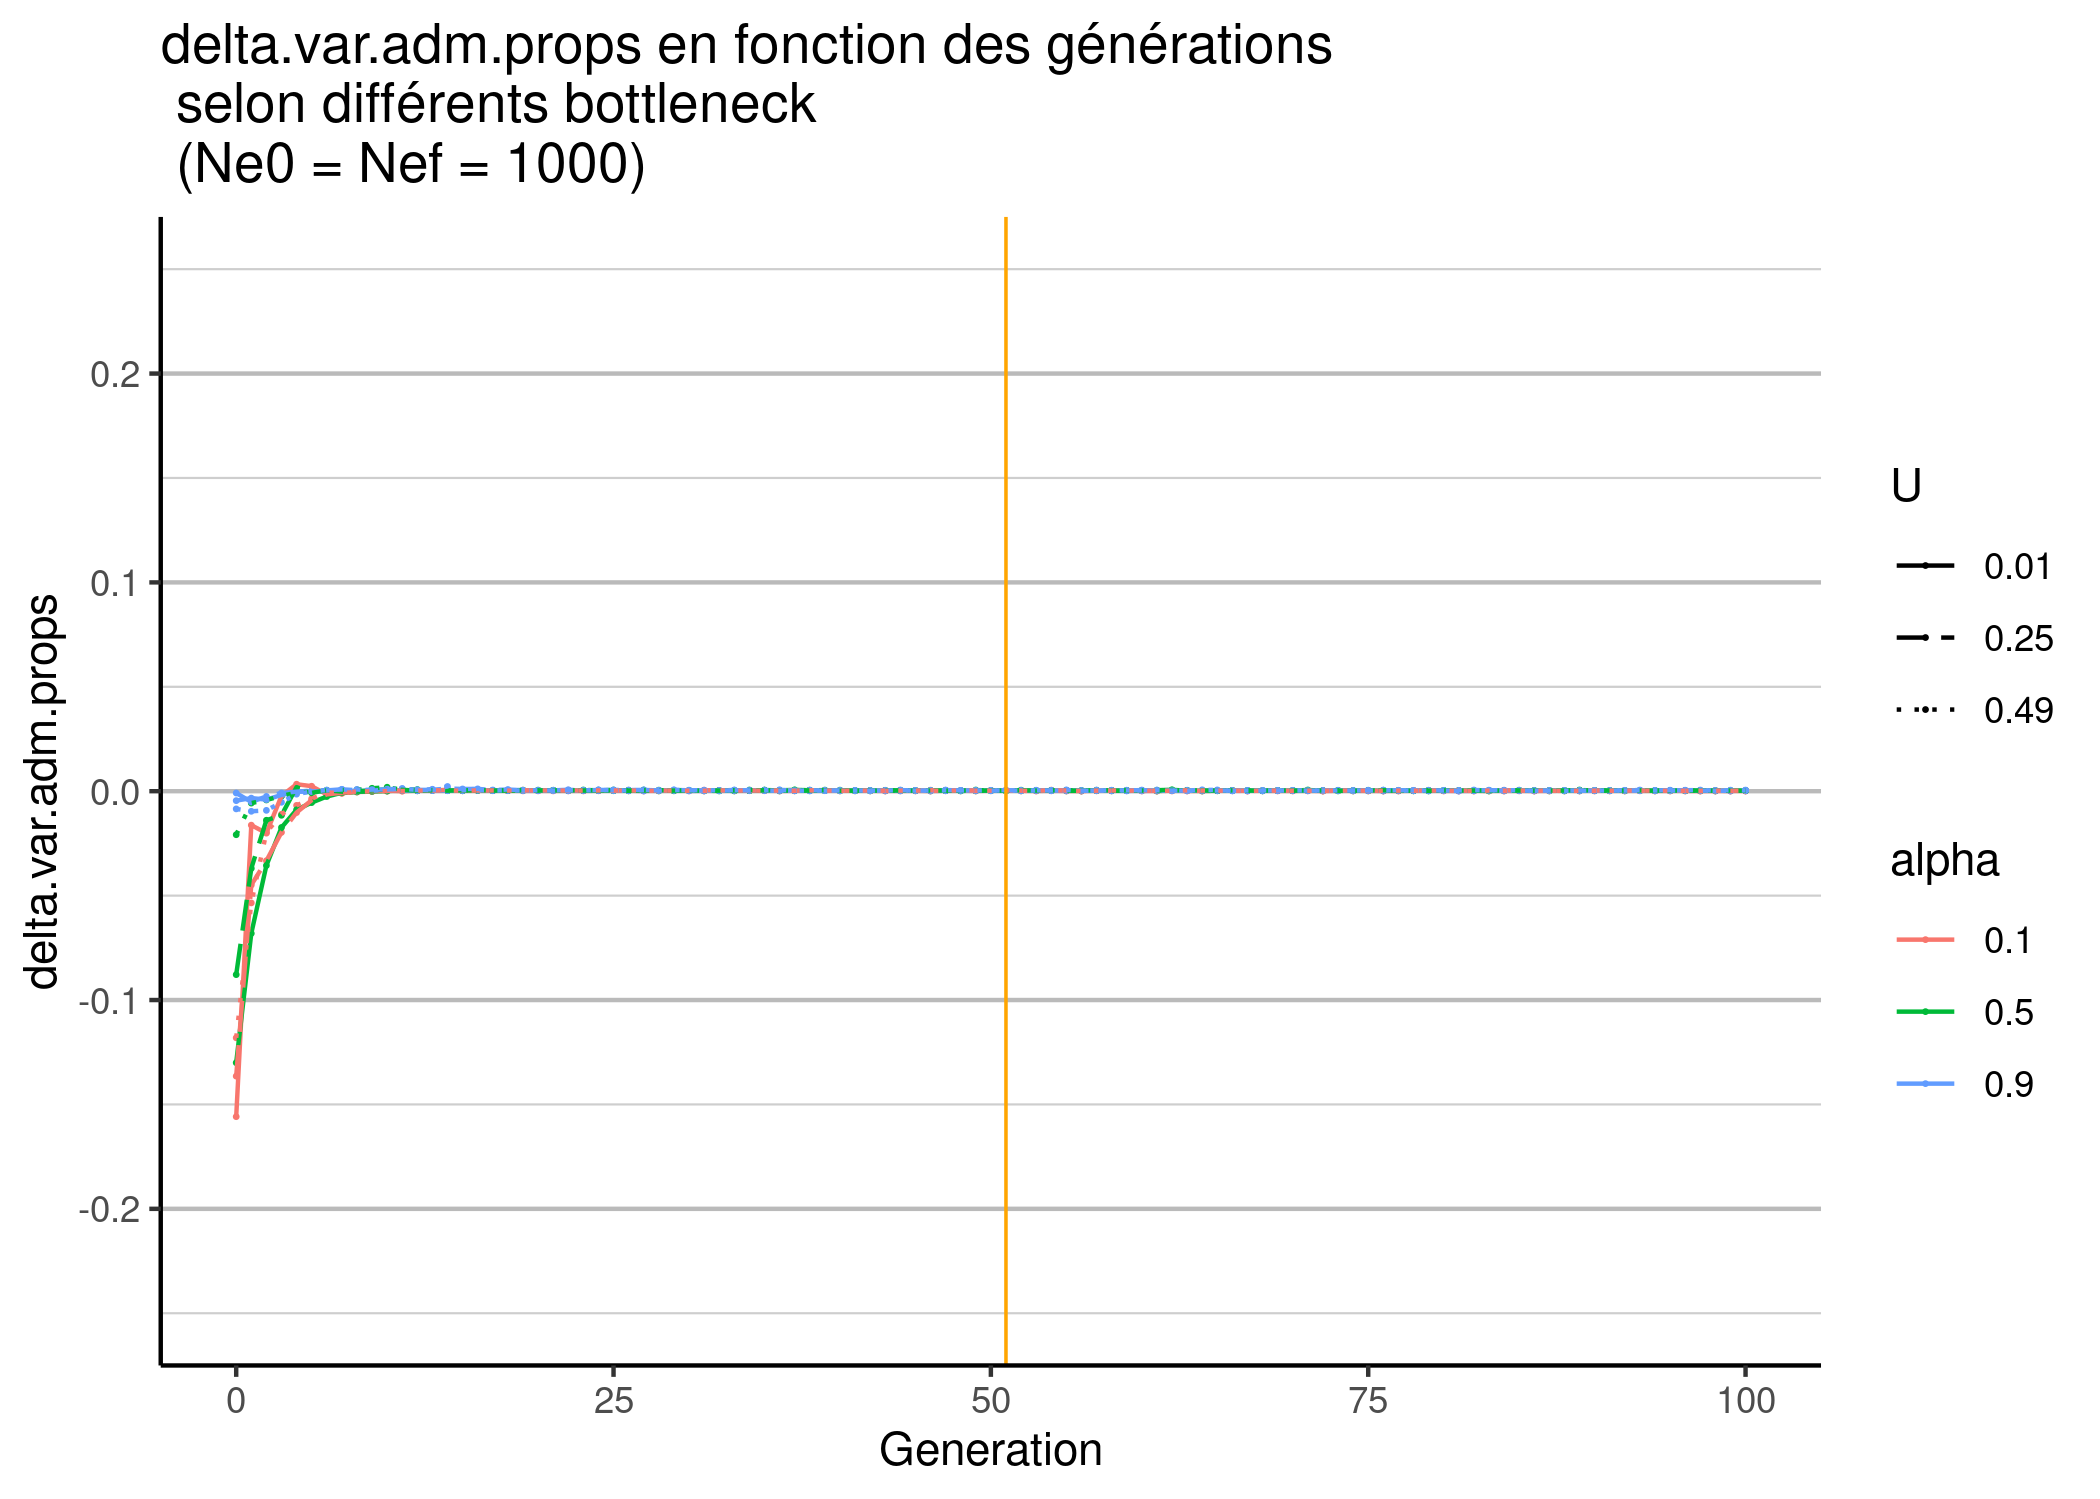 delta.var.adm.props en fonction des générations
selon différents bottleneck
(Ne0 = Nef = 1000)
delta.var.adm.props
0.2
0.1
0.0
-0.1
-0.2
0
25
50
75
100
Generation
U
0.01
0.25
0.49
alpha
0.1
0.5
0.9